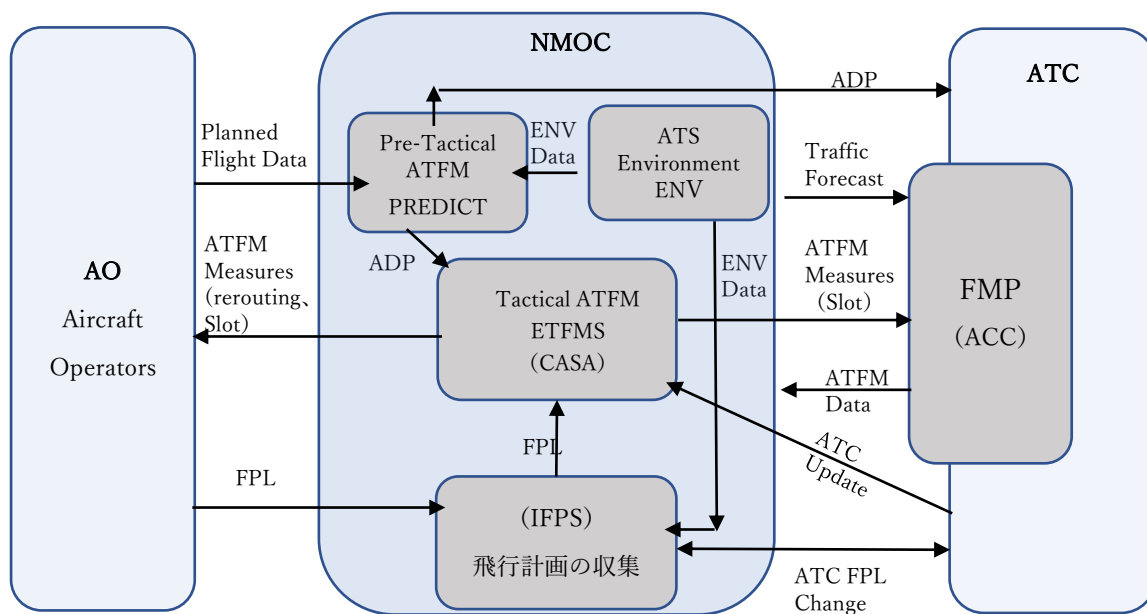 NMOC
ATC
AO
Aircraft
Operators
Planned
Flight Data
ATFM
Measures
(rerouting、
Slot)
FPL
Pre-Tactical
ATFM
PREDICT
ENV
Data
ATS
Environment
ENV
ADP
ADP
ENV
Data
Tactical ATFM
ETFMS
(CASA)
FPL
(IFPS)
飛行計画の収集
Traffic
Forecast
ATFM
Measures
(Slot)
ATFM
Data
ATC
Update
ATC FPL
Change
FMP
(ACC)